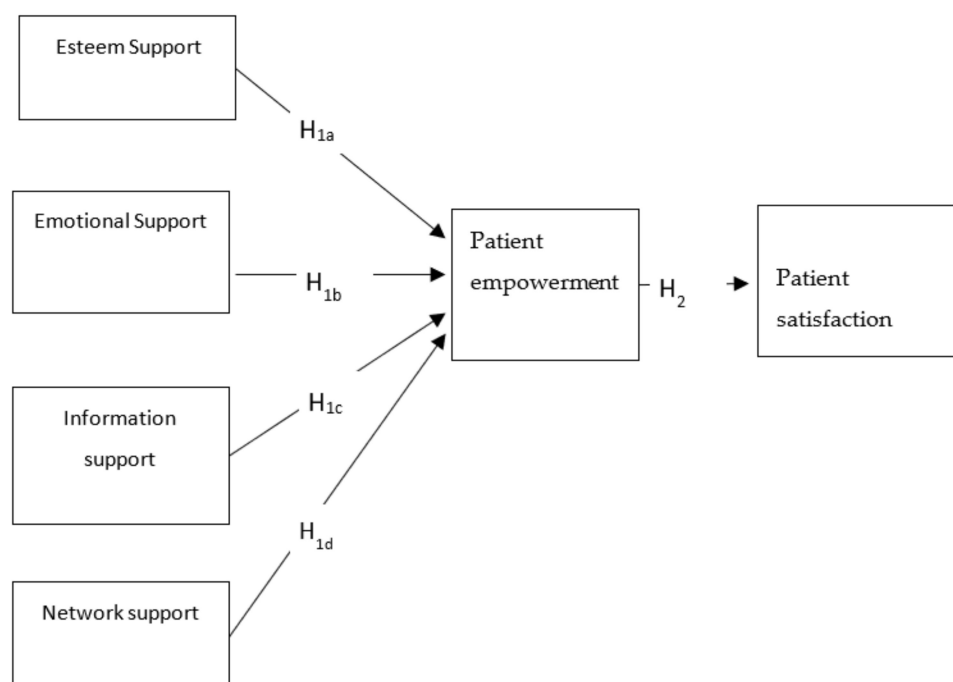 Esteem Support
H1a
Emotional Support
H1b
Patient
empowerment
H2
Patient
satisfaction
Information
support
H1c
H1d
Network support